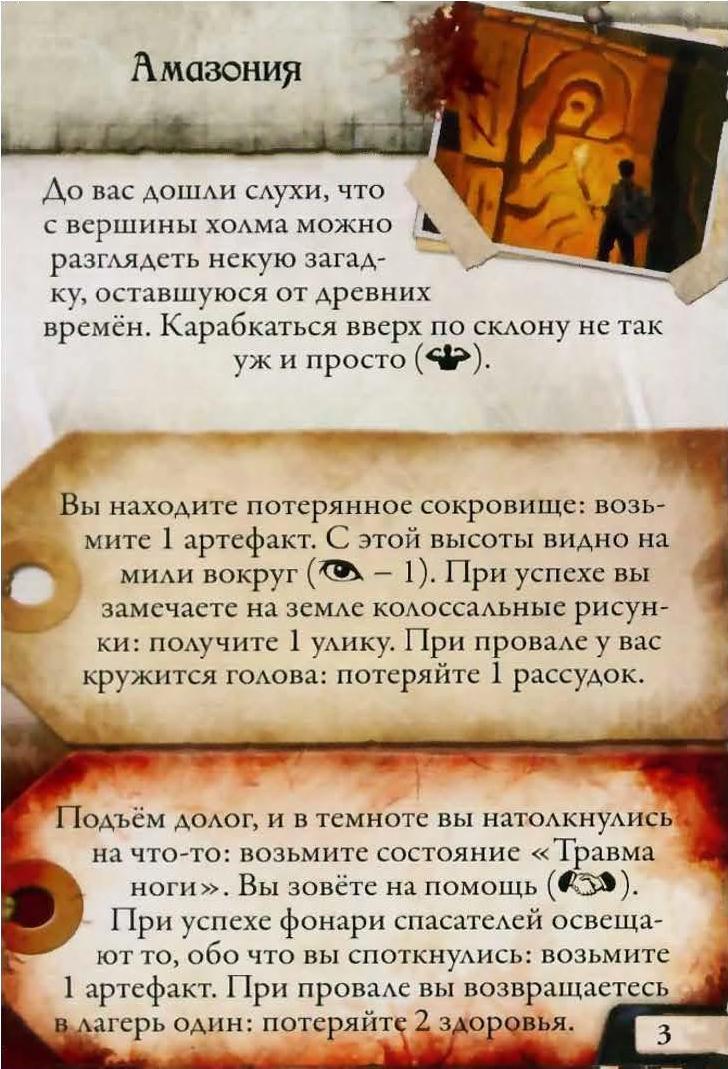 Амазония
До вас дошли слухи, что
с вершины холма можно
разглядеть некую загад-
ку, оставшуюся от древних
времён. Карабкаться вверх по склону не так
уж и просто ( ).
Вы находите потерянное сокровище: возь-
мите 1 артефакт. С этой высоты видно на
мили вокруг ( – 1). При успехе вы
замечаете на земле колоссальные рисун-
ки: получите 1 улику. При провале у вас
кружится голова: потеряйте 1 рассудок.
Подъём долог, и в темноте вы натолкнулись
на что-то: возьмите состояние «Травма
ноги». Вы зовёте на помощь ( ).
При успехе фонари спасателей освеща-
ют то, обо что вы споткнулись: возьмите
1 артефакт. При провале вы возвращаетесь
в лагерь один: потеряйте 2 здоровья.
3